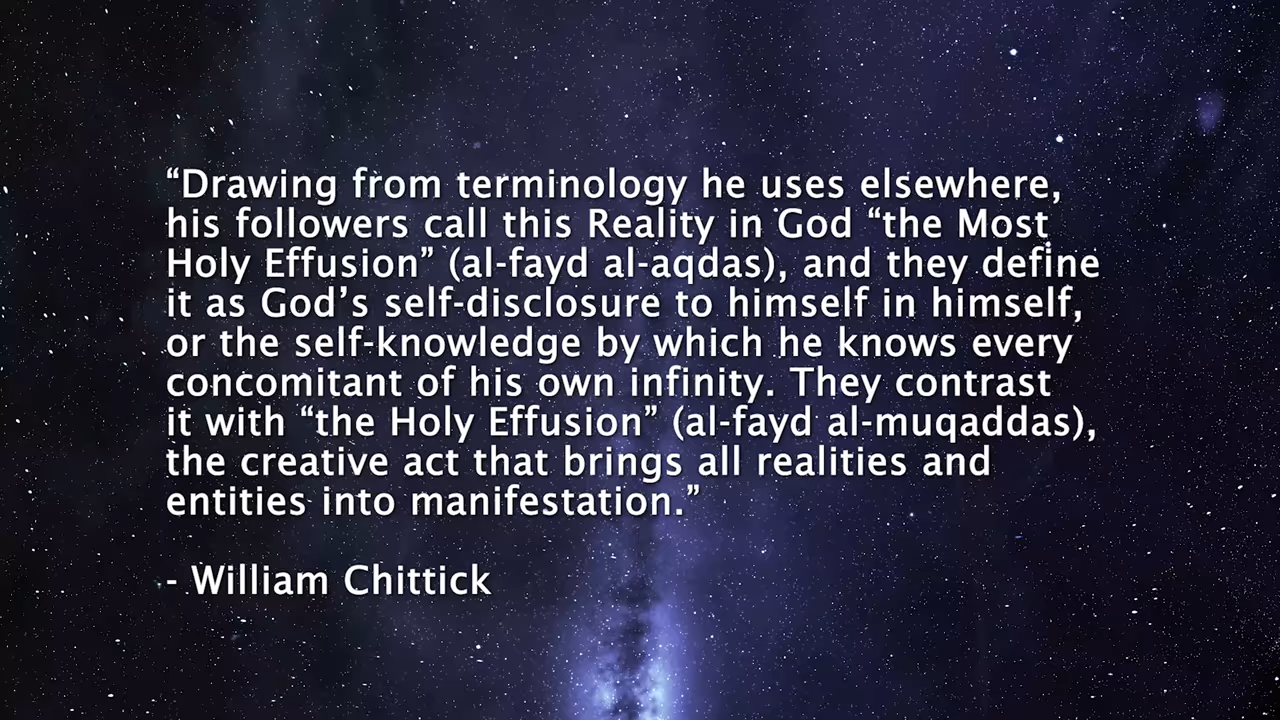 “Drawing from terminology he uses elsewhere,
his followers call this Reality in God “the Most
Holy Effusion” (al-fayd al-aqdas), and they define
it as God’s self-disclosure to himself in himself,
or the self-knowledge by which he knows every
concomitant of his own infinity. They contrast
it with “the Holy Effusion” (al-fayd al-muqaddas),
the creative act that brings all realities and
entities into manifestation.”
- William Chittick